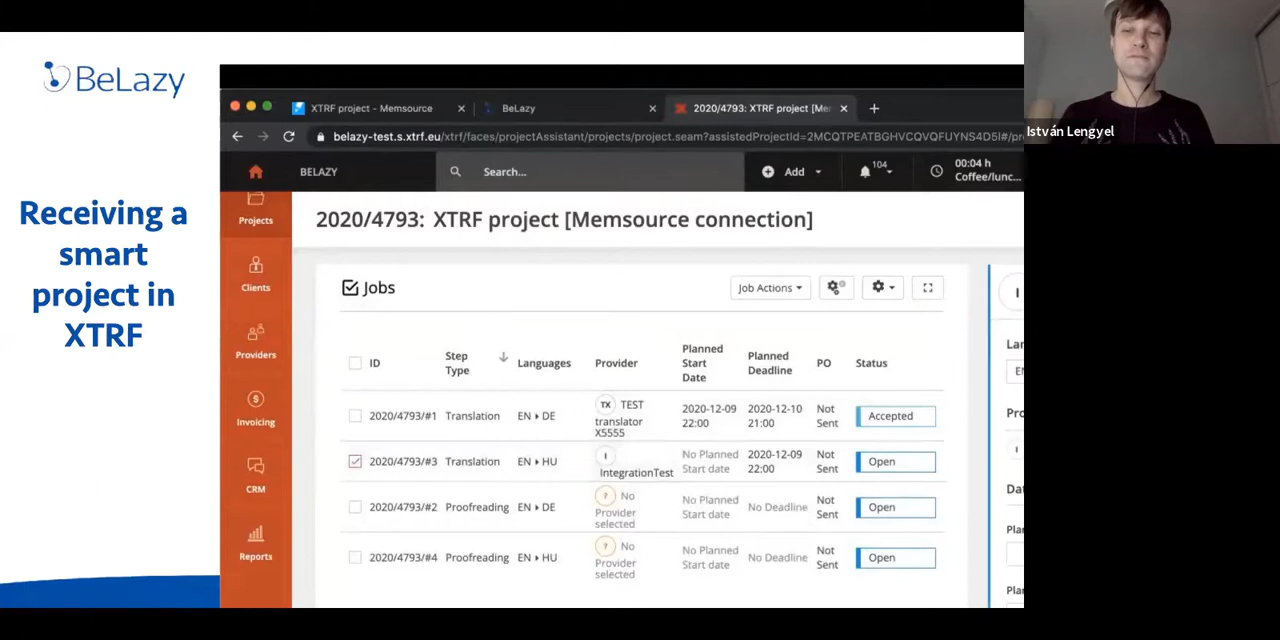 BeLazy
Receiving a
smart
project in
XTRF
XTRF project - Memsource
BeLazy
2020/4793: XTRF project [Mer
belazy-test.s.xtrf.eu/xtrf/faces/projectAssistant/projects/project.seam?assistedProjectId=2MCQTPEATBGHVCQVQFUYNS4D5I#/pr
BELAZY
Search...
Add
104
00:04 h
Coffee/lunc...
Projects
Clients
Providers
Invoicing
CRM
Reports
2020/4793: XTRF project [Memsource connection]
Jobs
Job Actions
ID
Step
Type
Languages
Provider
Planned
Start
Date
Planned
Deadline
PO
Status
2020/4793/#1
Translation
EN ▸ DE
TX TEST
translator
X5555
2020-12-09
22:00
2020-12-10
21:00
Not
Sent
Accepted
2020/4793/#3
Translation
EN ▸ HU
I
IntegrationTest
No Planned
Start date
2020-12-09
22:00
Not
Sent
Open
2020/4793/#2
Proofreading
EN ▸ DE
? No
Provider
selected
No Planned
Start date
No Deadline
Not
Sent
Open
2020/4793/#4
Proofreading
EN ▸ HU
? No
Provider
selected
No Planned
Start date
No Deadline
Not
Sent
Open
I
Lar
EN
Pro
I
Dat
Plar
Plar
István Lengyel